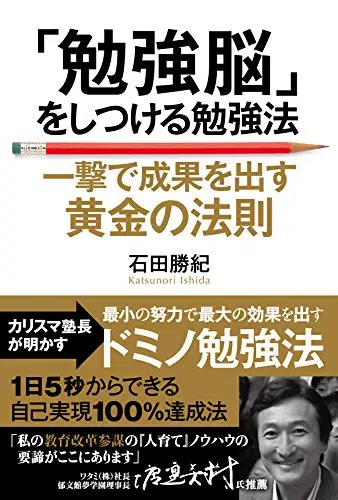 「勉強脳」
をしつける勉強法
一撃で成果を出す
黄金の法則
石田勝紀
Katsunori Ishida
カリスマ塾長
が明かす
最小の努力で最大の効果を出す
ドミノ勉強法
1日5秒からできる
自己実現100%達成法
「私の教育改革参謀の「人育て」ノウハウの
要諦がここにあります」
ワタミ(株)社長
郁文館夢学園理事長
氏推薦